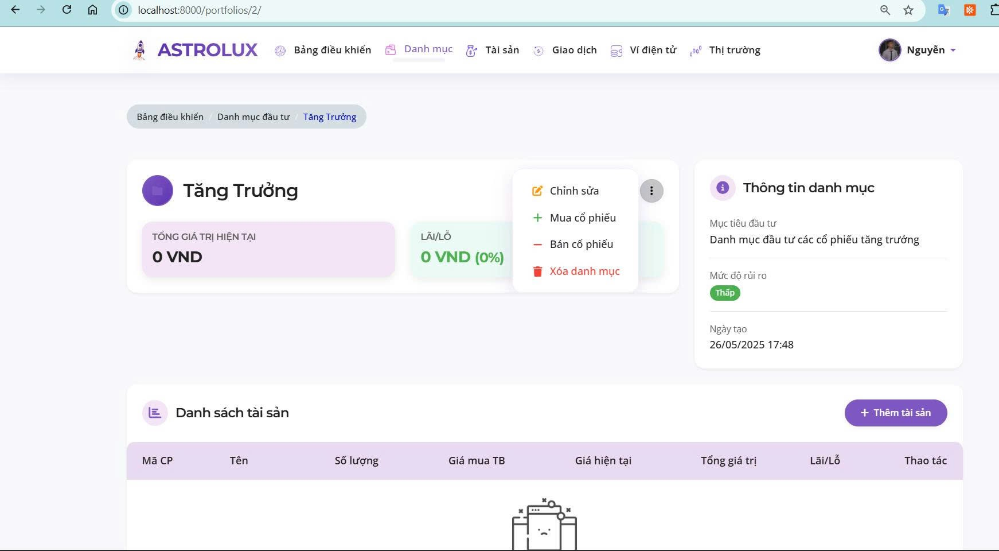 localhost:8000/portfolios/2/
ASTROLUX
Bảng điều khiển
Danh mục
Tài sản
Giao dịch
Ví điện tử
Thị trường
Nguyễn
Bảng điều khiển / Danh mục đầu tư / Tăng Trưởng
Tăng Trưởng
TỔNG GIÁ TRỊ HIỆN TẠI
0 VND
LÃI/LỖ
0 VND (0%)
Chỉnh sửa
Mua cổ phiếu
Bán cổ phiếu
Xóa danh mục
Thông tin danh mục
Mục tiêu đầu tư
Danh mục đầu tư các cổ phiếu tăng trưởng
Mức độ rủi ro
Thấp
Ngày tạo
26/05/2025 17:48
Danh sách tài sản
+ Thêm tài sản
Mã CP Tên Số lượng Giá mua TB Giá hiện tại Tổng giá trị Lãi/Lỗ Thao tác